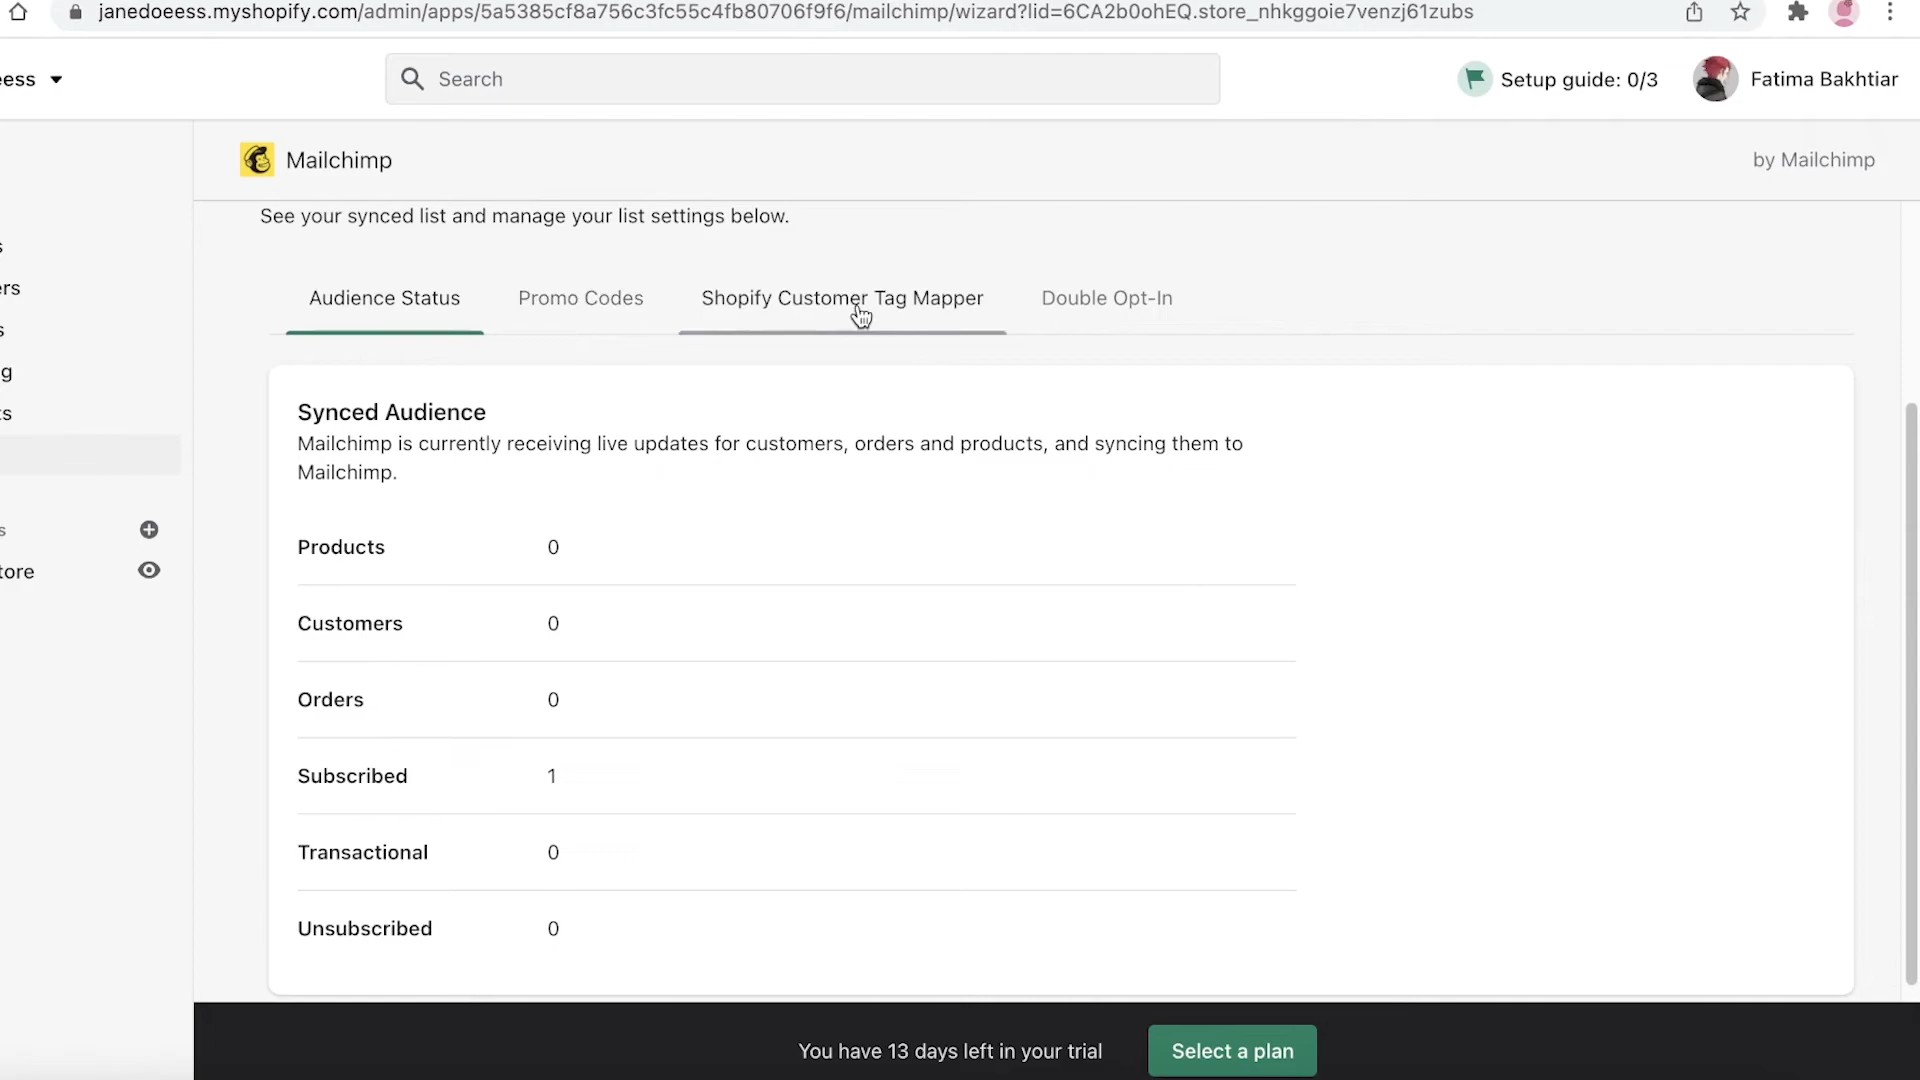 janedoeess.myshopify.com/admin/apps/5a5385cf8a756c3fc55c4fb80706f9f6/mailchimp/wizard?lid=6CA2b0ohEQ.store_nhkggoie7venzj61zubs
eess
Search
Setup guide: 0/3
Fatima Bakhtiar
Mailchimp
by Mailchimp
See your synced list and manage your list settings below.
s
ers
s
g
ts
s
tore
Audience Status
Promo Codes
Shopify Customer Tag Mapper
Double Opt-In
Synced Audience
Mailchimp is currently receiving live updates for customers, orders and products, and syncing them to
Mailchimp.
Products 0
Customers 0
Orders 0
Subscribed 1
Transactional 0
Unsubscribed 0
You have 13 days left in your trial
Select a plan